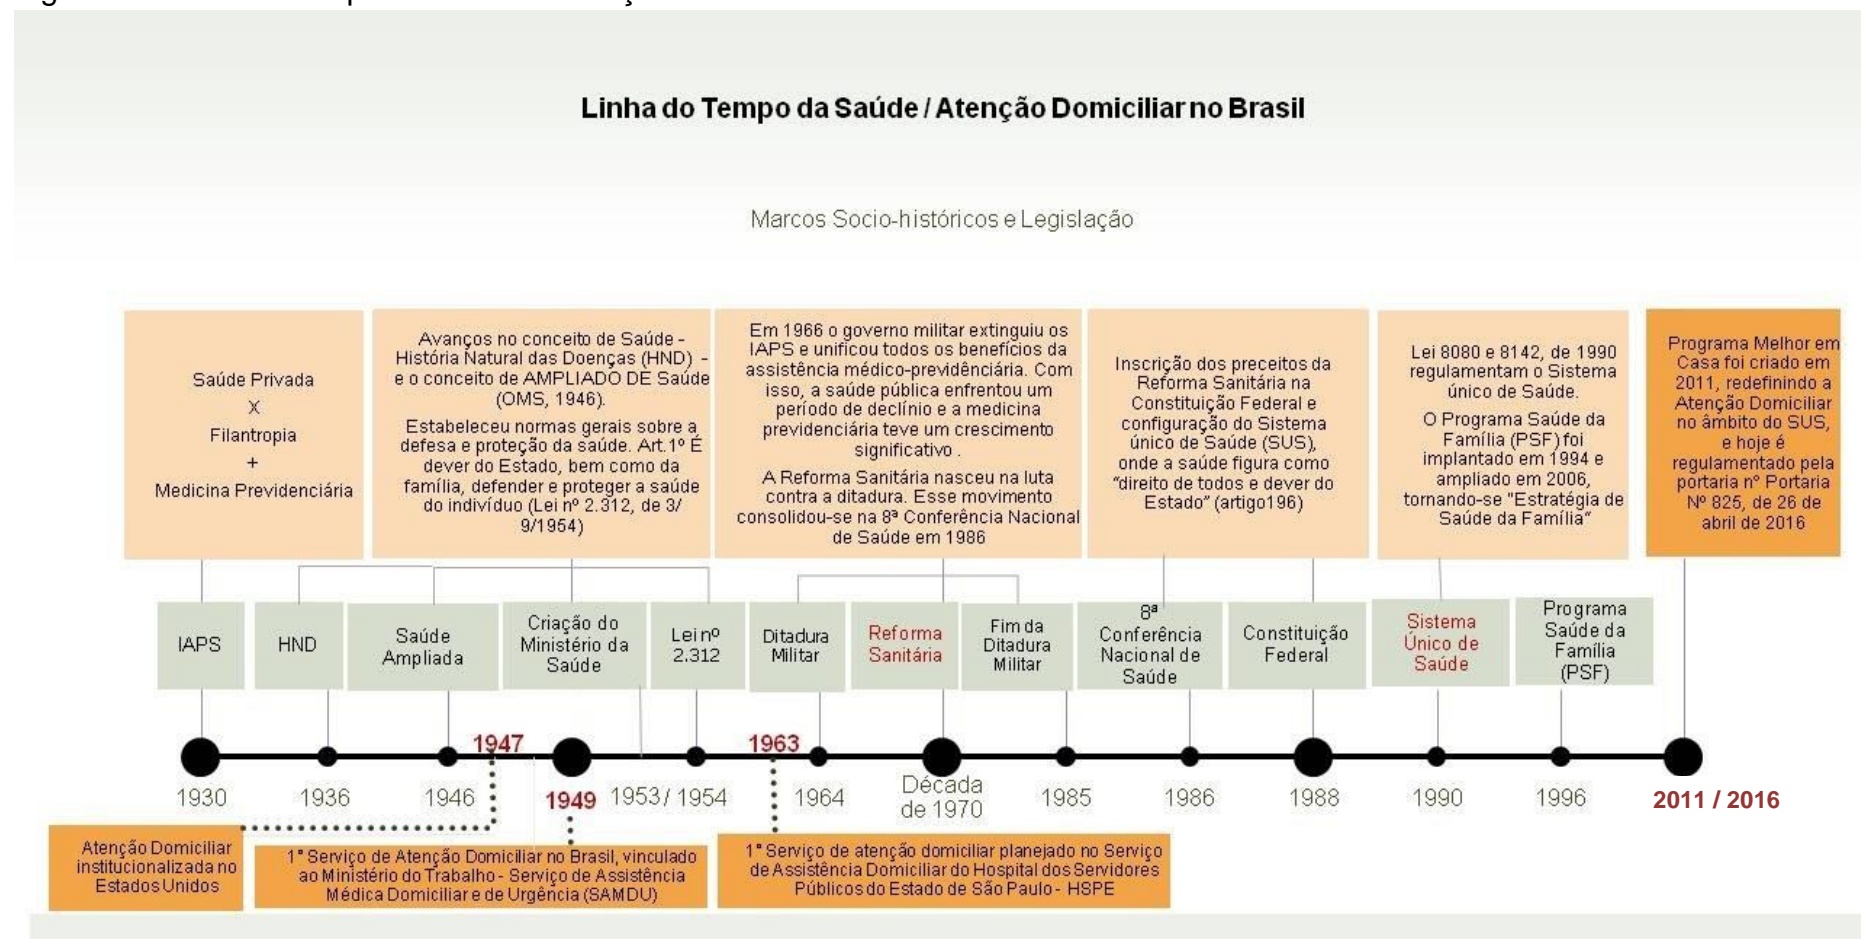 Linha do Tempo da Saúde / Atenção Domiciliar no Brasil
Marcos Socio-históricos e Legislação
Saúde Privada
X
Filantropia
+
Medicina Previdenciária
Avanços no conceito de Saúde -
História Natural das Doenças (HND) -
e o conceito de AMPLIADO DE Saúde
(OMS, 1946).
Estabeleceu normas gerais sobre a
defesa e proteção da saúde. Art.1º É
dever do Estado, bem como da
família, defender e proteger a saúde
do indivíduo (Lei nº 2.312, de 3/
9/1954)
Em 1966 o governo militar extinguiu os
IAPS e unificou todos os benefícios da
assistência médico-previdênciária. Com
isso, a saúde pública enfrentou um
período de declínio e a medicina
previdenciária teve um crescimento
significativo .
A Reforma Sanitária nasceu na luta
contra a ditadura. Esse movimento
consolidou-se na 8ª Conferência Nacional
de Saúde em 1986
Inscrição dos preceitos da
Reforma Sanitária na
Constituição Federal e
configuração do Sistema
único de Saúde (SUS),
onde a saúde figura como
"direito de todos e dever do
Estado" (artigo196)
Lei 8080 e 8142, de 1990
regulamentam o Sistema
único de Saúde.
O Programa Saúde da
Família (PSF) foi
implantado em 1994 e
ampliado em 2006,
tornando-se "Estratégia de
Saúde da Família"
Programa Melhor em
Casa foi criado em
2011, redefinindo a
Atenção Domiciliar
no âmbito do SUS,
e hoje é
regulamentado pela
portaria nº Portaria
Nº 825, de 26 de
abril de 2016
IAPS
HND
Saúde
Ampliada
Criação do
Ministério da
Saúde
Lei nº
2.312
Ditadura
Militar
Reforma
Sanitária
Fim da
Ditadura
Militar
8ª
Conferência
Nacional de
Saúde
Constituição
Federal
Sistema
Único de
Saúde
Programa
Saúde da
Família
(PSF)
1947
1963
1930
1936
1946
1949
1953 / 1954
1964
Década
de 1970
1985
1986
1988
1990
1996
2011 / 2016
Atenção Domiciliar
institucionalizada no
Estados Unidos
1° Serviço de Atenção Domiciliar no Brasil, vinculado
ao Ministério do Trabalho - Serviço de Assistência
Médica Domiciliar e de Urgência (SAMDU)
1° Serviço de atenção domiciliar planejado no Serviço
de Assistência Domiciliar do Hospital dos Servidores
Públicos do Estado de São Paulo - HSPE